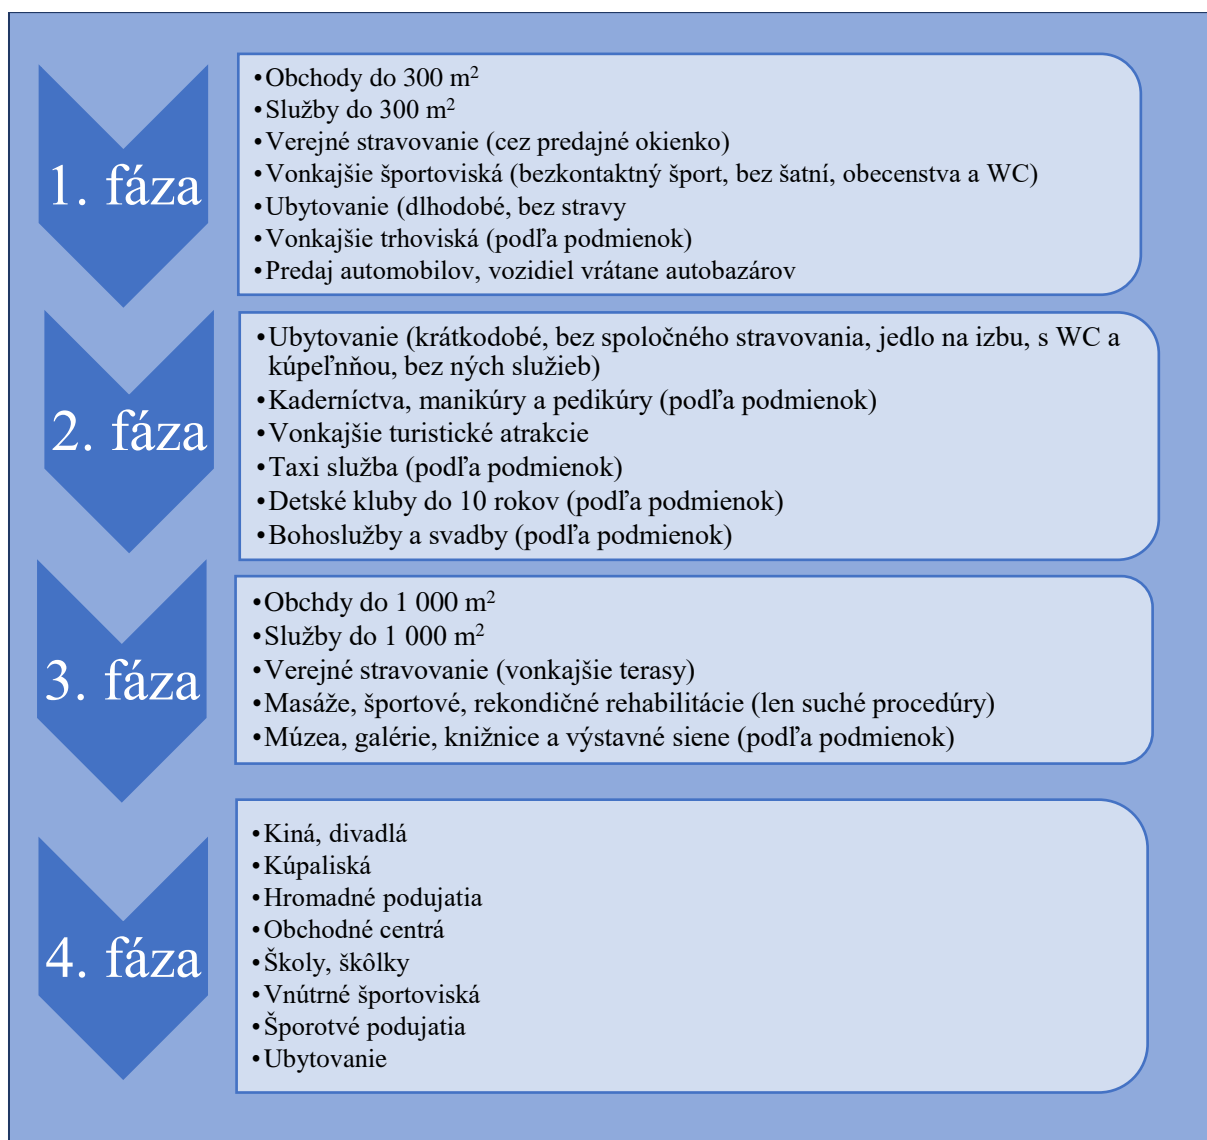 1. fáza
•Obchody do 300 m²
•Služby do 300 m²
•Verejné stravovanie (cez predajné okienko)
•Vonkajšie športoviská (bezkontaktný šport, bez šatní, obecenstva a WC)
•Ubytovanie (dlhodobé, bez stravy
•Vonkajšie trhoviská (podľa podmienok)
•Predaj automobilov, vozidiel vrátane autobazárov
2. fáza
•Ubytovanie (krátkodobé, bez spoločného stravovania, jedlo na izbu, s WC a
kúpeľnňou, bez ných služieb)
•Kaderníctva, manikúry a pedikúry (podľa podmienok)
•Vonkajšie turistické atrakcie
•Taxi služba (podľa podmienok)
•Detské kluby do 10 rokov (podľa podmienok)
•Bohoslužby a svadby (podľa podmienok)
3. fáza
•Obchdy do 1 000 m²
•Služby do 1 000 m²
•Verejné stravovanie (vonkajšie terasy)
•Masáže, športové, rekondičné rehabilitácie (len suché procedúry)
•Múzea, galérie, knižnice a výstavné siene (podľa podmienok)
4. fáza
•Kiná, divadlá
•Kúpaliská
•Hromadné podujatia
•Obchodné centrá
•Školy, škôlky
•Vnútrné športoviská
•Šporotvé podujatia
•Ubytovanie